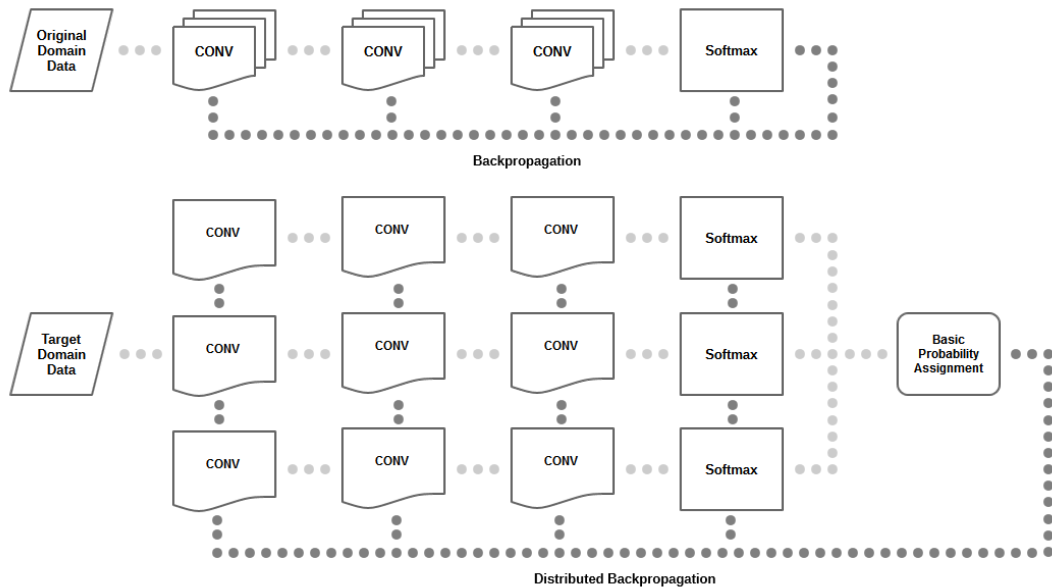 Original
Domain
Data
CONV
CONV
CONV
Softmax
Backpropagation
CONV
CONV
CONV
Softmax
Target
Domain
Data
CONV
CONV
CONV
Softmax
Basic
Probability
Assignment
CONV
CONV
CONV
Softmax
Distributed Backpropagation